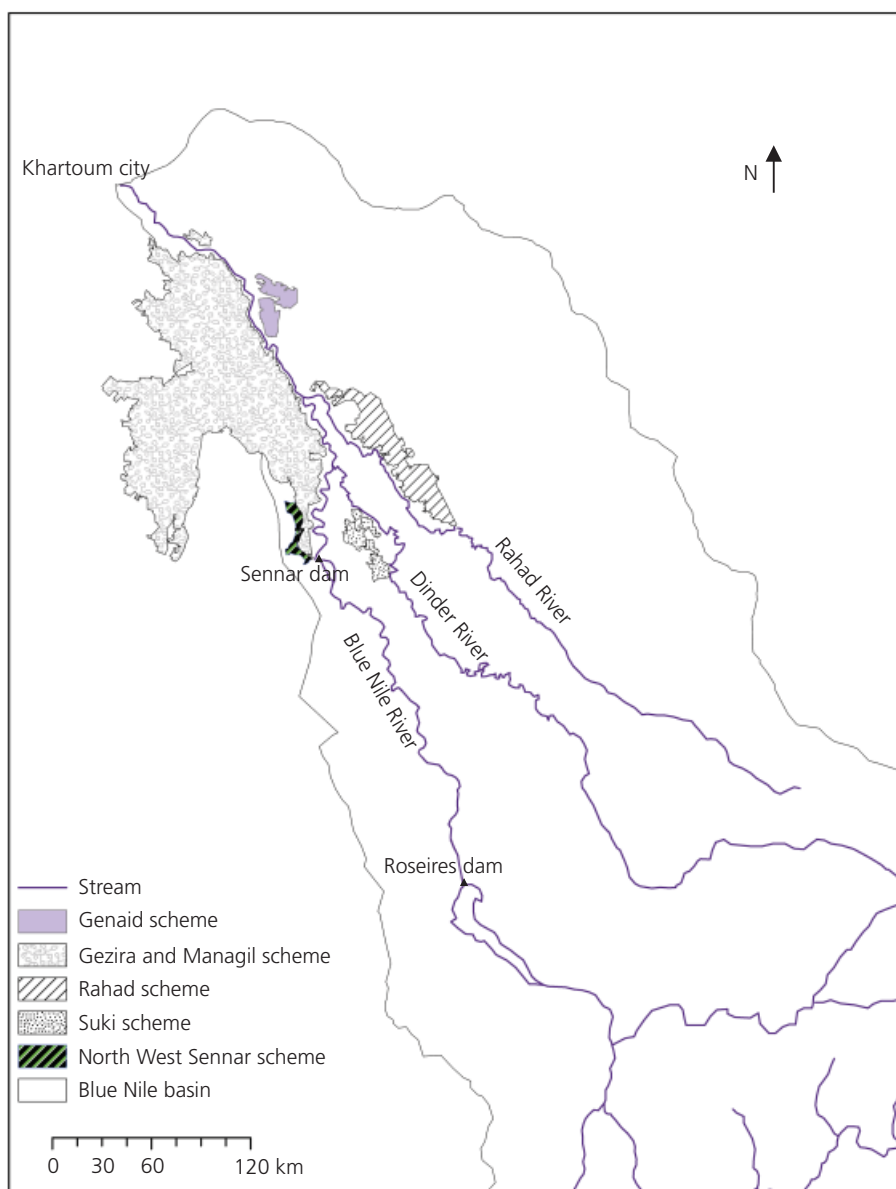 Khartoum city
N
Sennar dam
Rahad River
Dinder River
Blue Nile River
Roseires dam
Stream
Genaid scheme
Gezira and Managil scheme
Rahad scheme
Suki scheme
North West Sennar scheme
Blue Nile basin
0 30 60 120 km